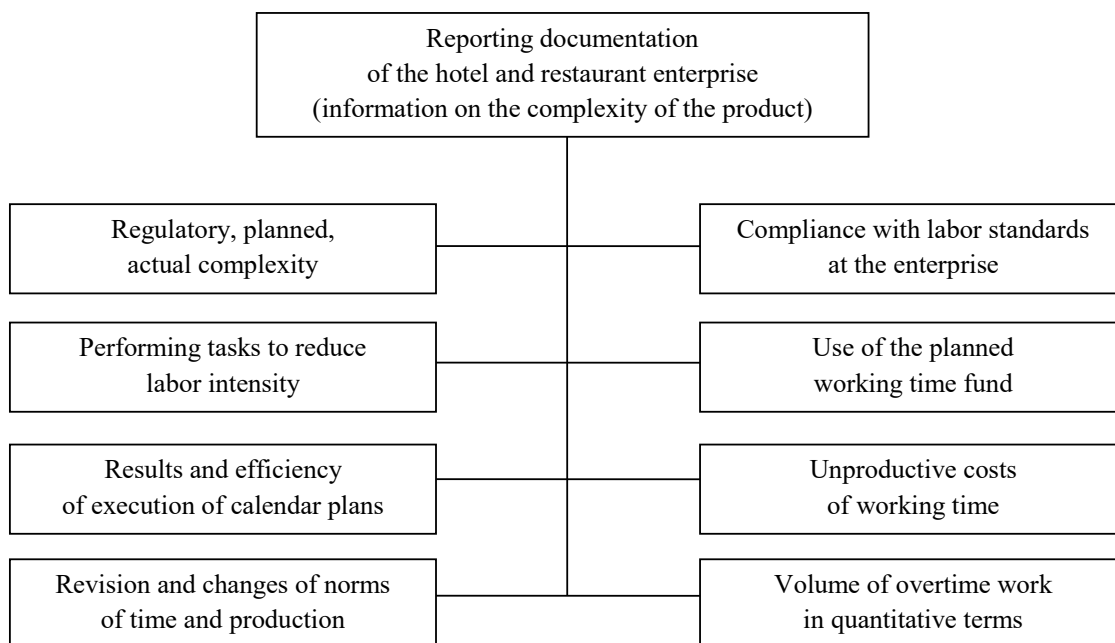 Reporting documentation
of the hotel and restaurant enterprise
(information on the complexity of the product)
Regulatory, planned,
actual complexity
Compliance with labor standards
at the enterprise
Performing tasks to reduce
labor intensity
Use of the planned
working time fund
Results and efficiency
of execution of calendar plans
Unproductive costs
of working time
Revision and changes of norms
of time and production
Volume of overtime work
in quantitative terms